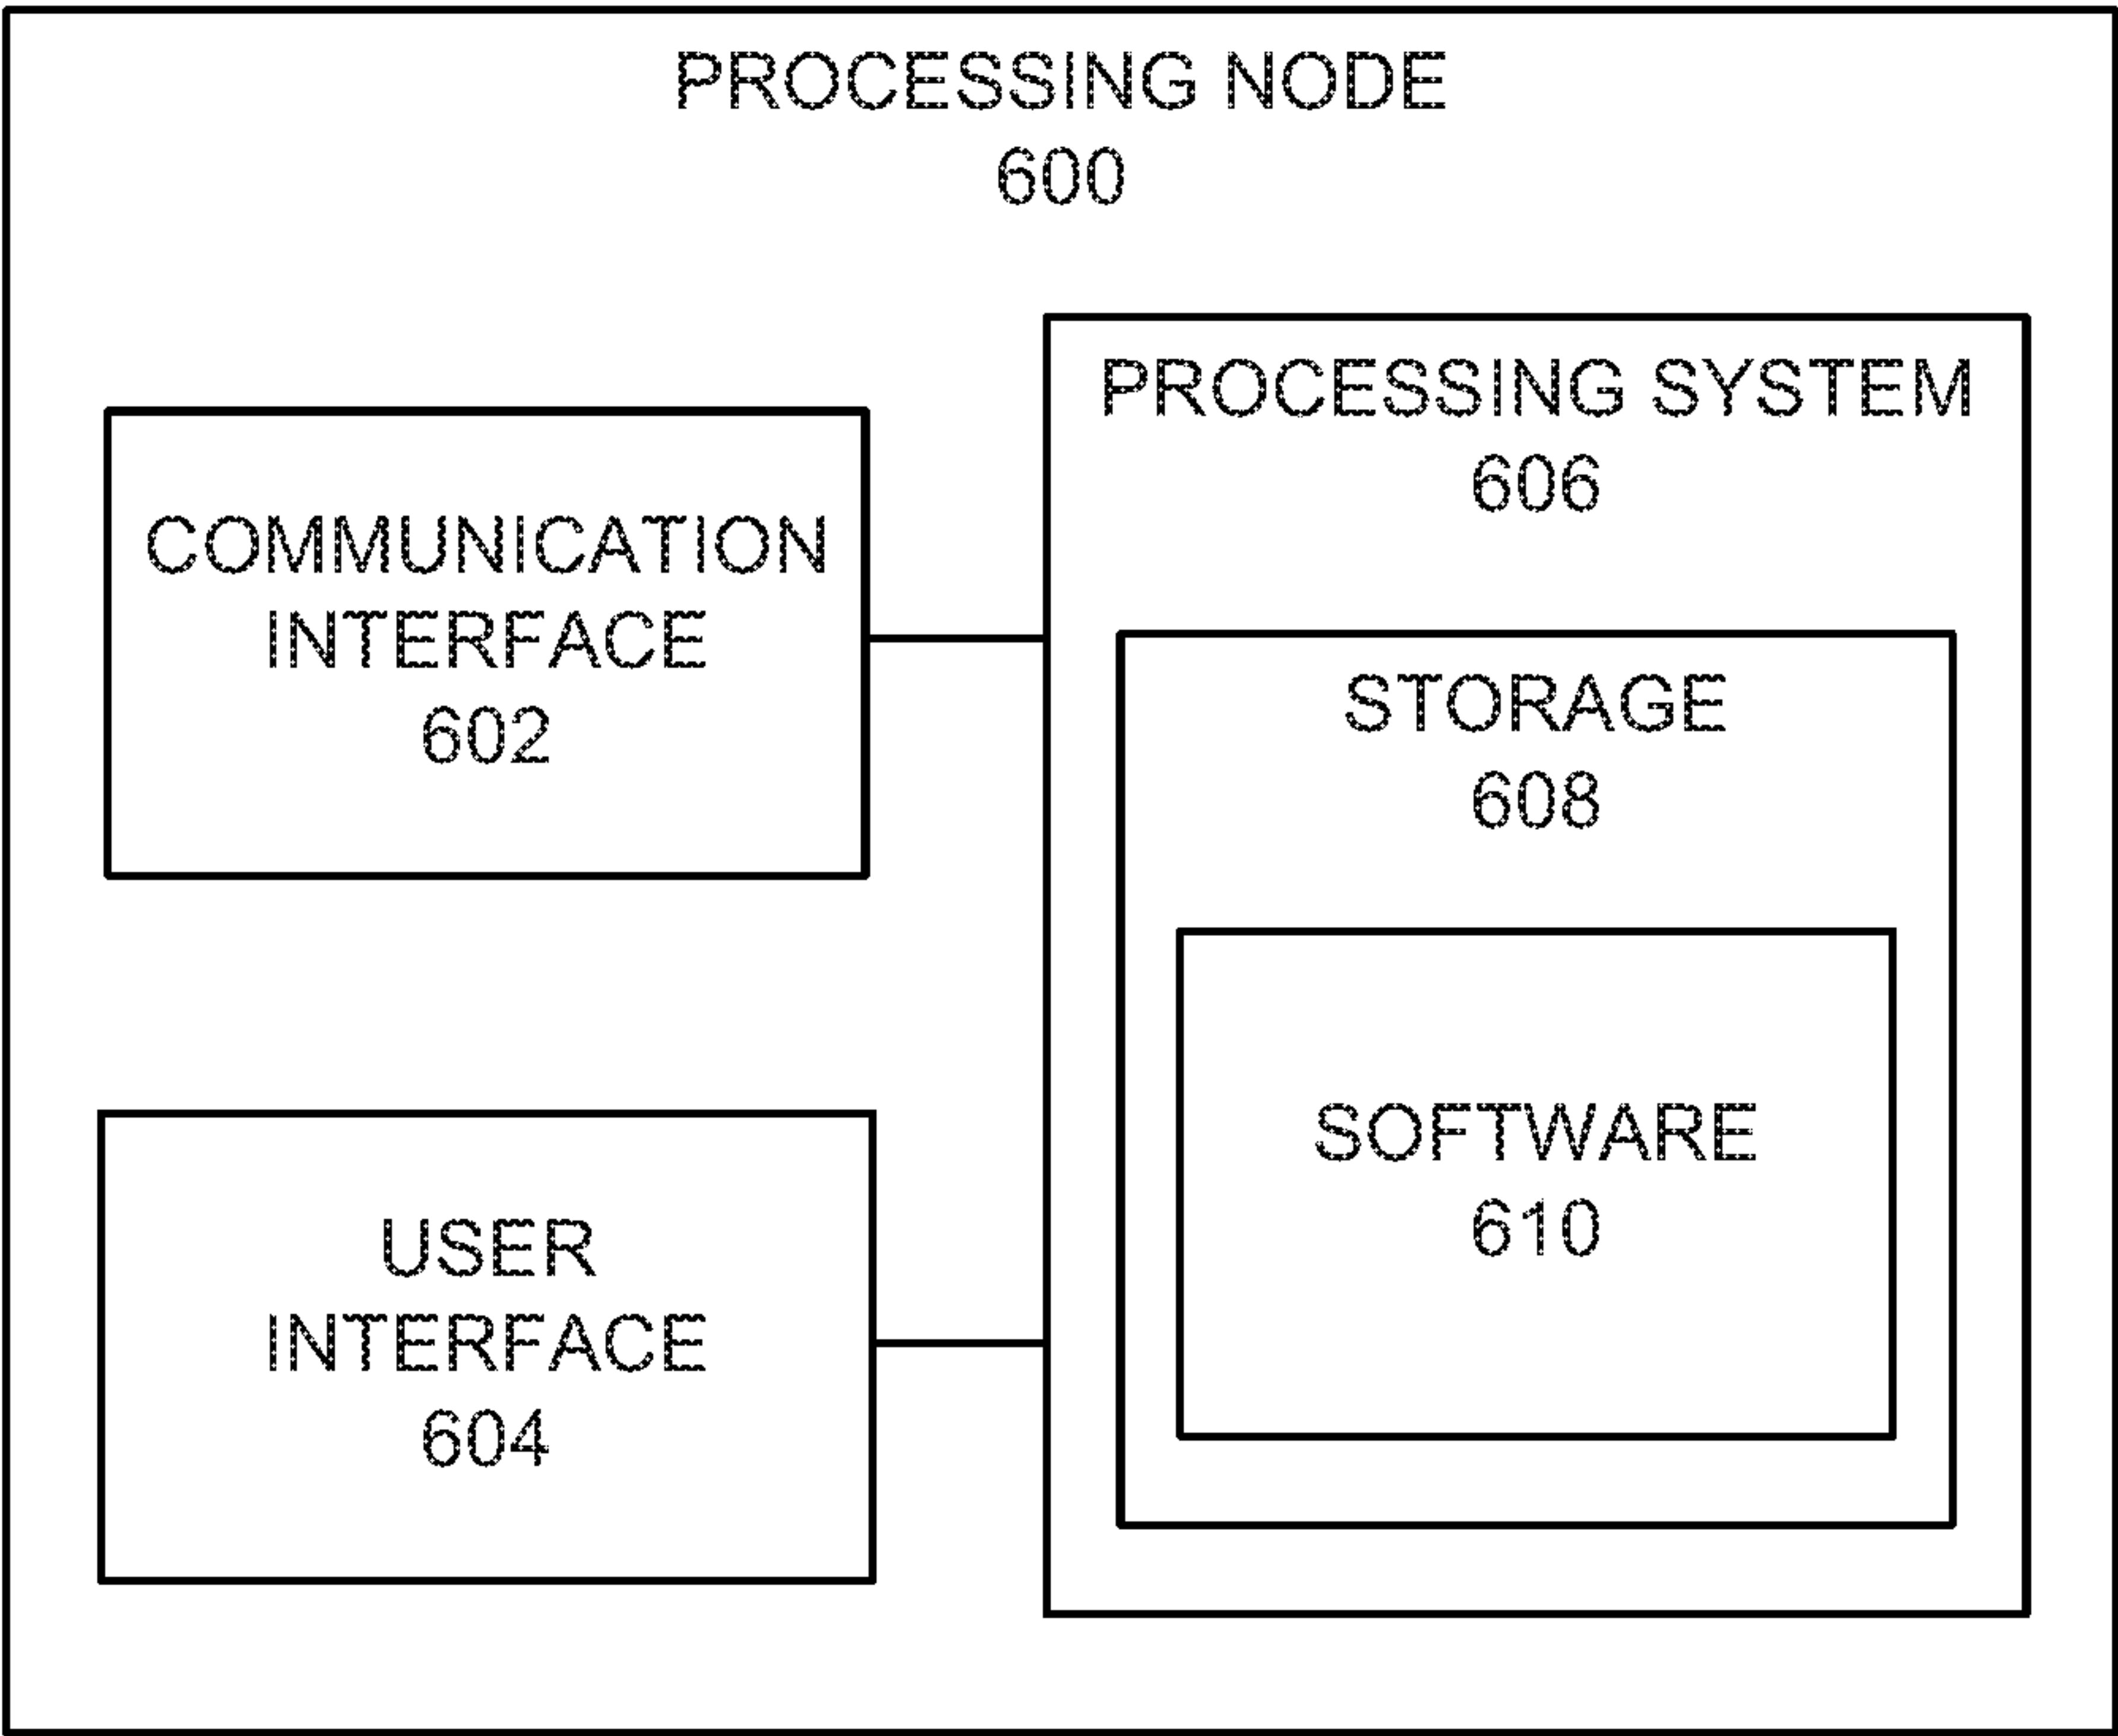 PROCESSING NODE
600
PROCESSING SYSTEM
606
COMMUNICATION
INTERFACE
602
STORAGE
608
SOFTWARE
610
USER
INTERFACE
604